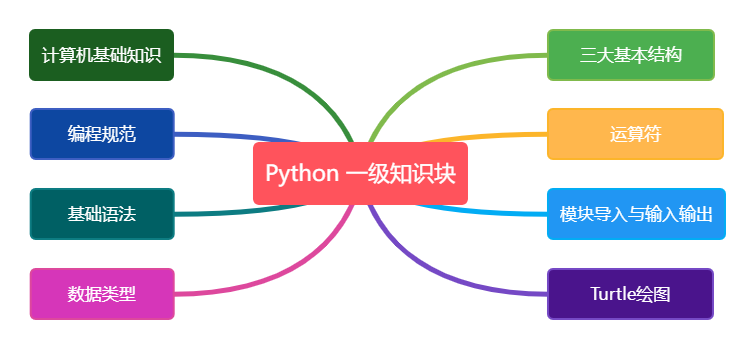 计算机基础知识
编程规范
基础语法
数据类型
Python 一级知识块
三大基本结构
运算符
模块导入与输入输出
Turtle绘图